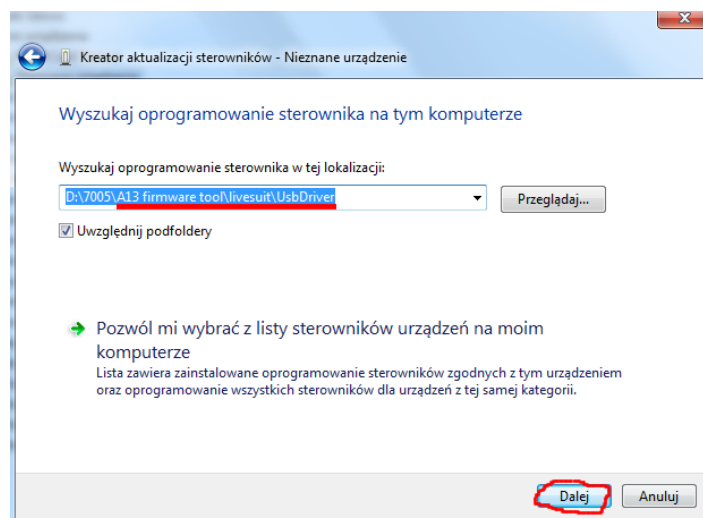 Kreator aktualizacji sterowników - Nieznane urządzenie
Wyszukaj oprogramowanie sterownika na tym komputerze
Wyszukaj oprogramowanie sterownika w tej lokalizacji:
D:\7005\A13 firmware tool\livesuit\UsbDriver
Przeglądaj...
Uwzględnij podfoldery
Pozwól mi wybrać z listy sterowników urządzeń na moim
komputerze
Lista zawiera zainstalowane oprogramowanie sterowników zgodnych z tym urządzeniem
oraz oprogramowanie wszystkich sterowników dla urządzeń z tej samej kategorii.
Dalej
Anuluj